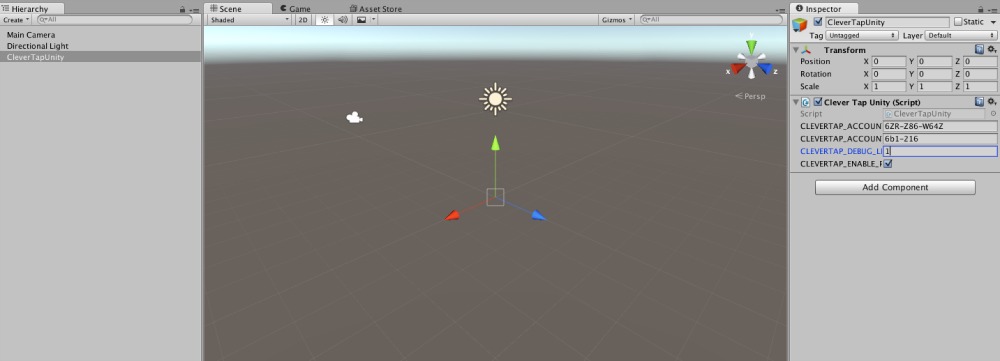 Hierarchy
Create
All
Main Camera
Directional Light
CleverTapUnity
Scene
Game
Asset Store
Shaded
2D
Gizmos
All
y
x
z
Persp
Inspector
CleverTapUnity
Static
Tag Untagged Layer Default
Transform
Position X 0 Y 0 Z 0
Rotation X 0 Y 0 Z 0
Scale X 1 Y 1 Z 1
Clever Tap Unity (Script)
Script CleverTapUnity
CLEVERTAP_ACCOUN 6ZR-Z86-W64Z
CLEVERTAP_ACCOUN 6b1-216
CLEVERTAP_DEBUG_LE 1
CLEVERTAP_ENABLE_P
Add Component